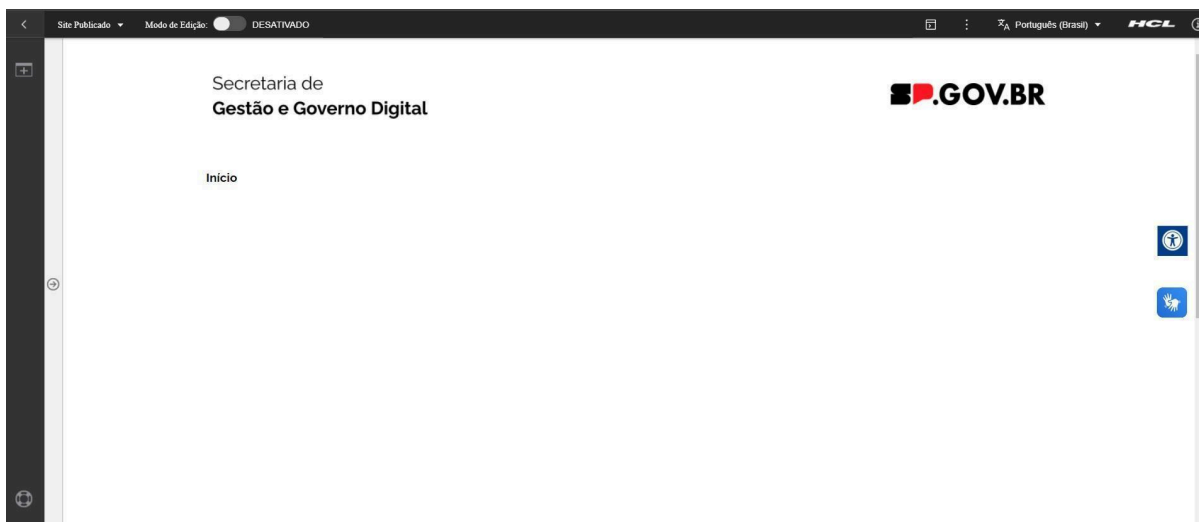 Site Publicado Modo de Edição: DESATIVADO Português (Brasil) HCL
Secretaria de
Gestão e Governo Digital
SP.GOV.BR
Início